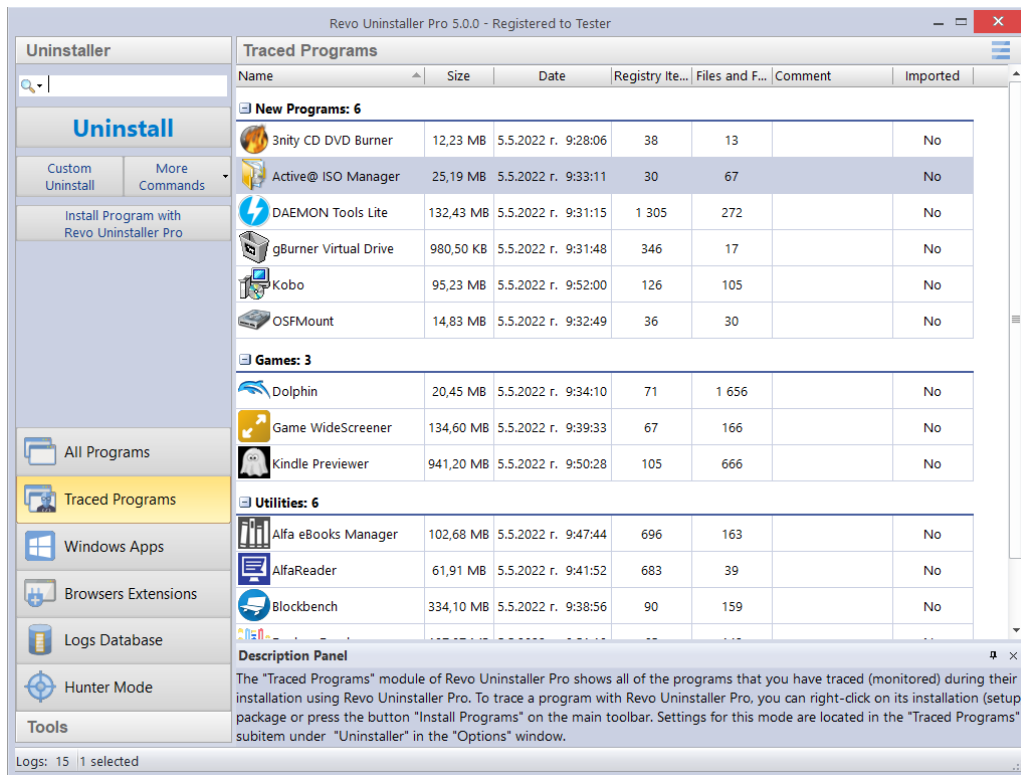 Revo Uninstaller Pro 5.0.0 - Registered to Tester
Uninstaller
Uninstall
Custom Uninstall
More Commands
Install Program with
Revo Uninstaller Pro
All Programs
Traced Programs
Windows Apps
Browsers Extensions
Logs Database
Hunter Mode
Tools
Traced Programs
Name Size Date Registry Ite... Files and F... Comment Imported
New Programs: 6
3nity CD DVD Burner 12,23 MB 5.5.2022 г. 9:28:06 38 13 No
Active@ ISO Manager 25,19 MB 5.5.2022 г. 9:33:11 30 67 No
DAEMON Tools Lite 132,43 MB 5.5.2022 г. 9:31:15 1 305 272 No
gBurner Virtual Drive 980,50 KB 5.5.2022 г. 9:31:48 346 17 No
Kobo 95,23 MB 5.5.2022 г. 9:52:00 126 105 No
OSFMount 14,83 MB 5.5.2022 г. 9:32:49 36 30 No
Games: 3
Dolphin 20,45 MB 5.5.2022 г. 9:34:10 71 1 656 No
Game WideScreener 134,60 MB 5.5.2022 г. 9:39:33 67 166 No
Kindle Previewer 941,20 MB 5.5.2022 г. 9:50:28 105 666 No
Utilities: 6
Alfa eBooks Manager 102,68 MB 5.5.2022 г. 9:47:44 696 163 No
AlfaReader 61,91 MB 5.5.2022 г. 9:41:52 683 39 No
Blockbench 334,10 MB 5.5.2022 г. 9:38:56 90 159 No
Description Panel
The "Traced Programs" module of Revo Uninstaller Pro shows all of the programs that you have traced (monitored) during their
installation using Revo Uninstaller Pro. To trace a program with Revo Uninstaller Pro, you can right-click on its installation (setup
package or press the button "Install Programs" on the main toolbar. Settings for this mode are located in the "Traced Programs"
subitem under "Uninstaller" in the "Options" window.
Logs: 15 1 selected